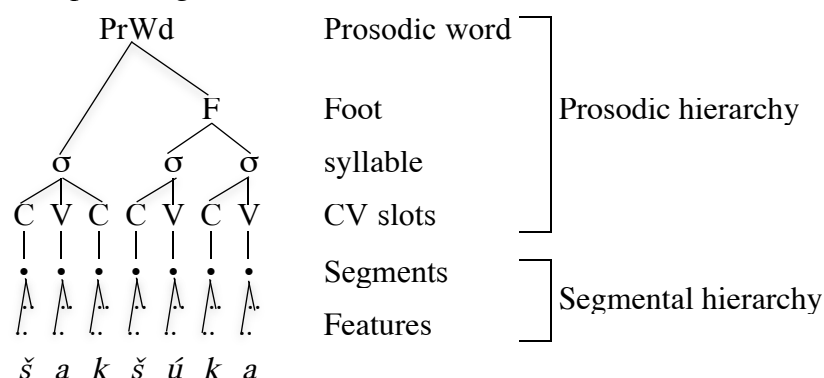 PrWd Prosodic word
F Foot Prosodic hierarchy
σ σ σ syllable
C V C C V C V CV slots
Segments
Segmental hierarchy
Features
š a k š ú k a